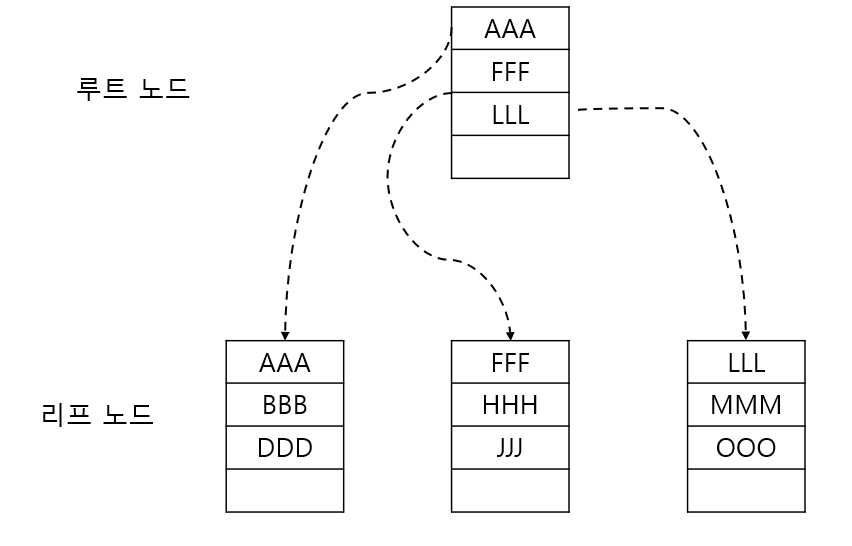 루트 노드
AAA
FFF
LLL
리프 노드
AAA
BBB
DDD
FFF
HHH
JJJ
LLL
MMM
OOO